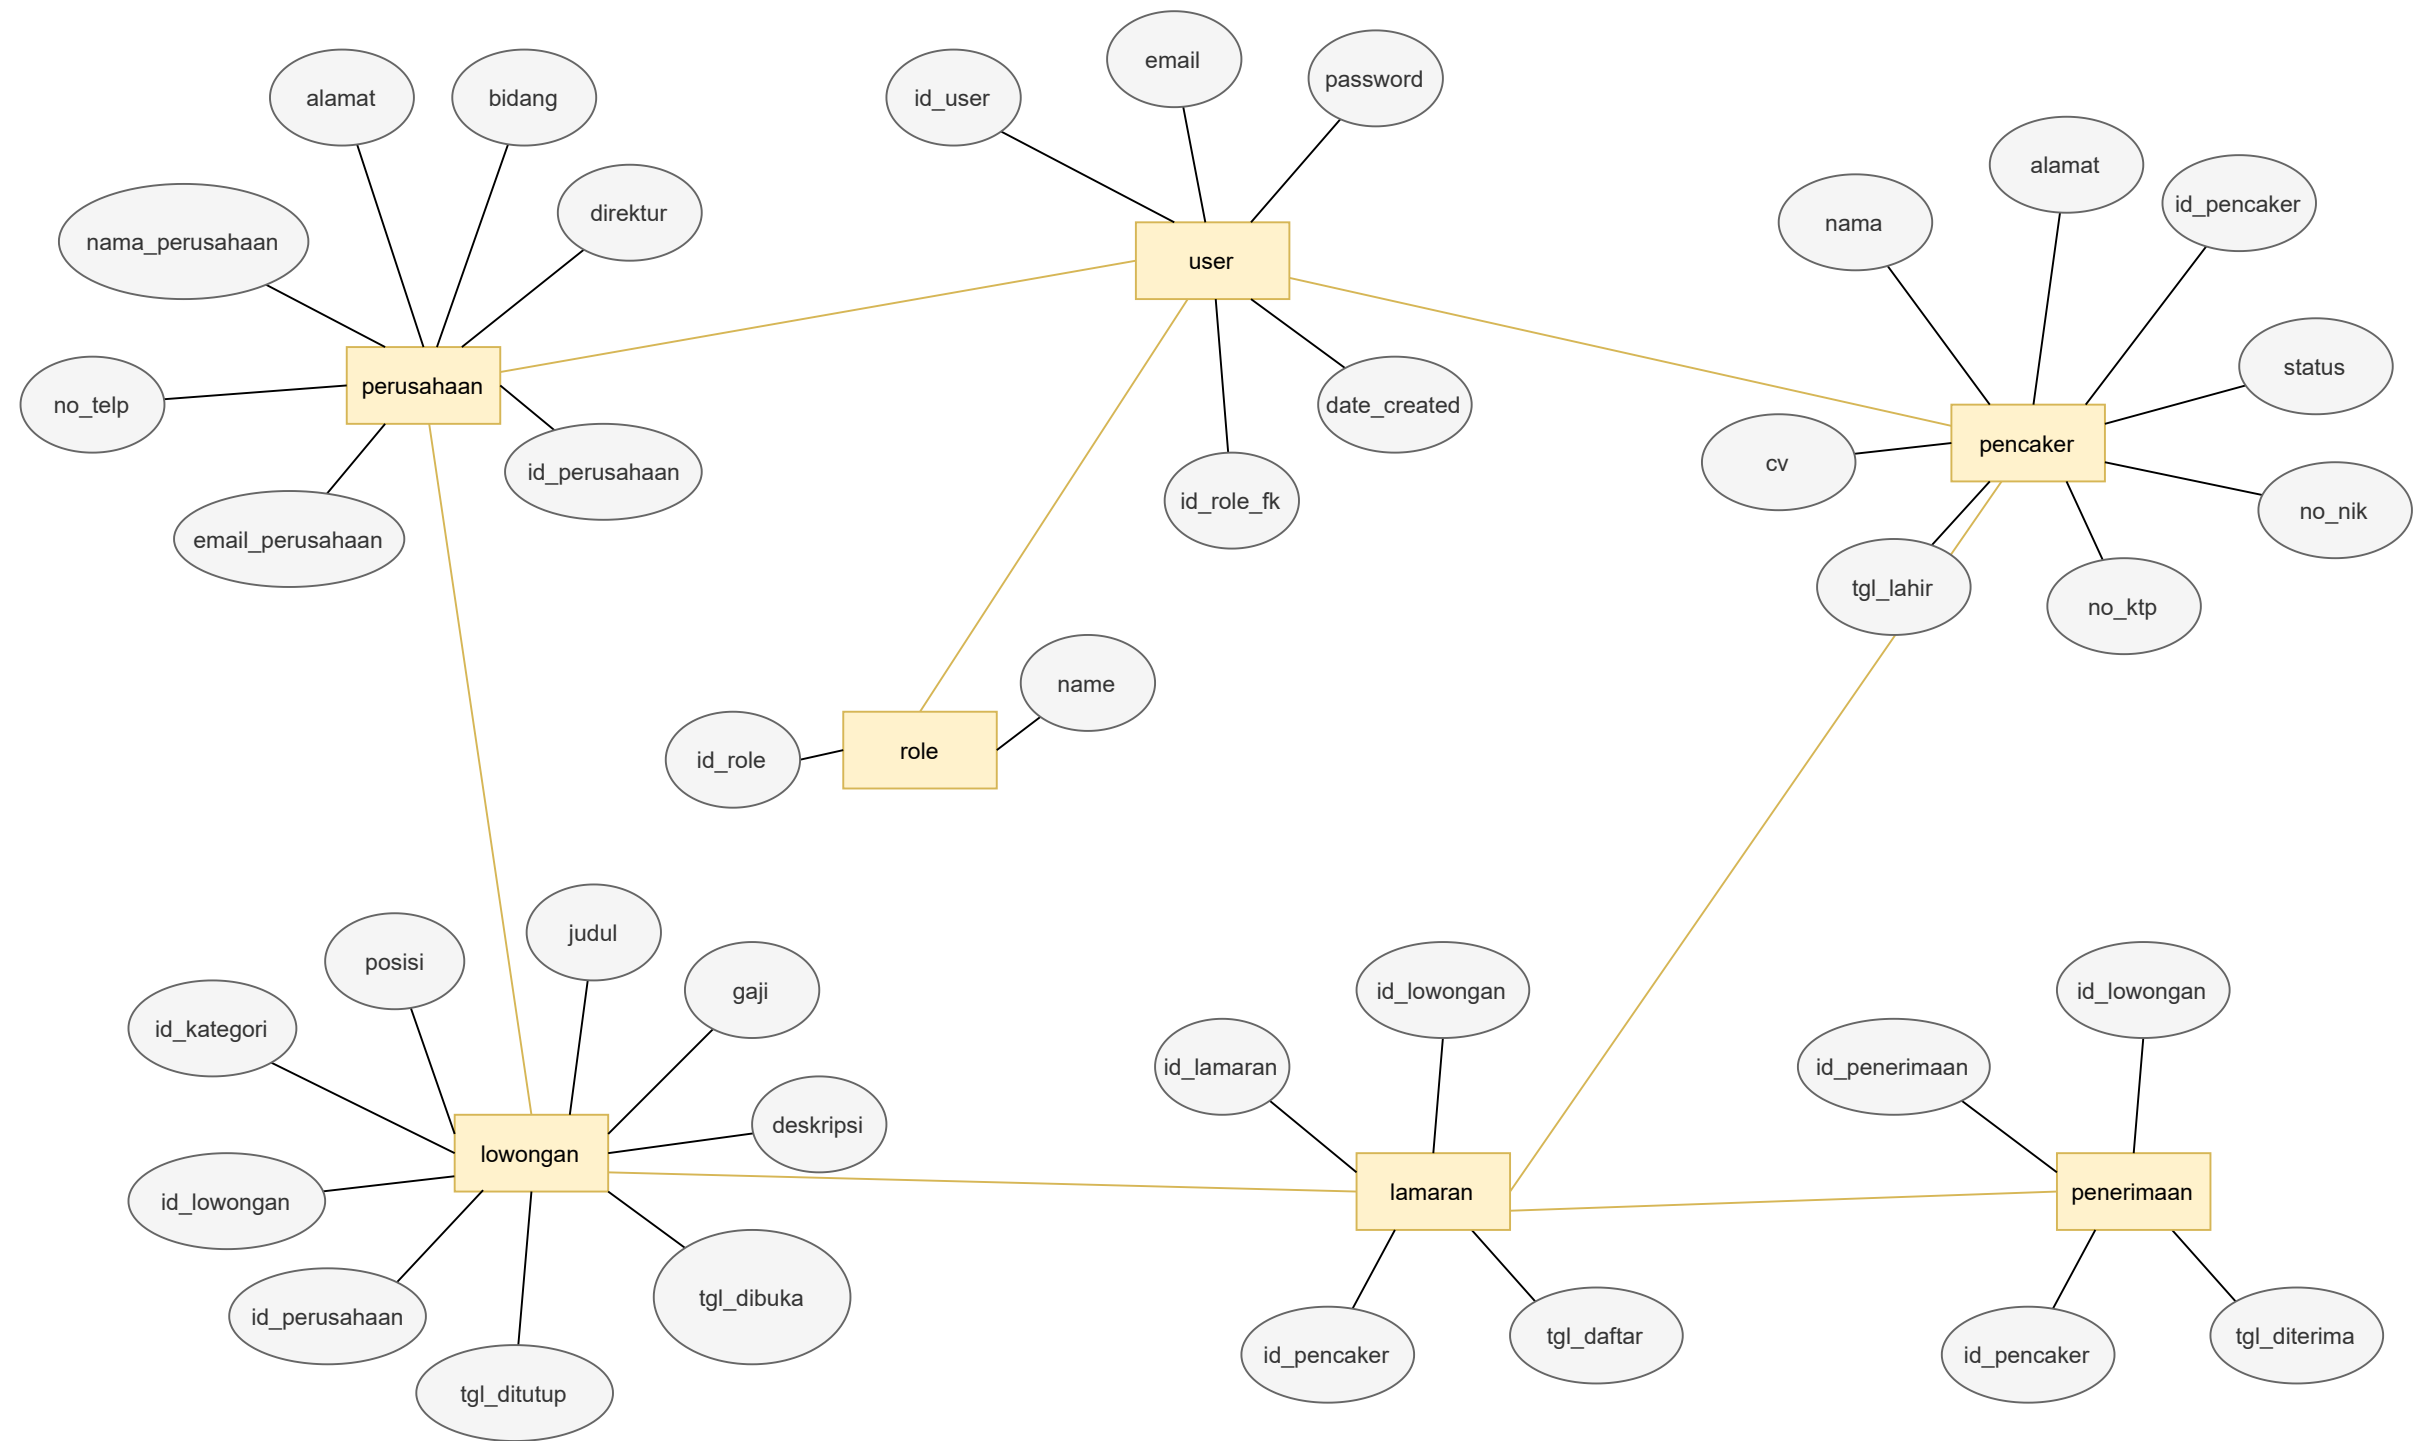 email
password
id_user
alamat
bidang
alamat
id_pencaker
direktur
nama
nama_perusahaan
user
status
perusahaan
date_created
no_telp
pencaker
cv
id_perusahaan
id_role_fk
no_nik
email_perusahaan
tgl_lahir
no_ktp
name
role
id_role
judul
posisi
gaji
id_lowongan
id_lowongan
id_kategori
id_lamaran
id_penerimaan
deskripsi
lowongan
lamaran
penerimaan
id_lowongan
tgl_dibuka
id_perusahaan
tgl_daftar
tgl_diterima
id_pencaker
id_pencaker
tgl_ditutup